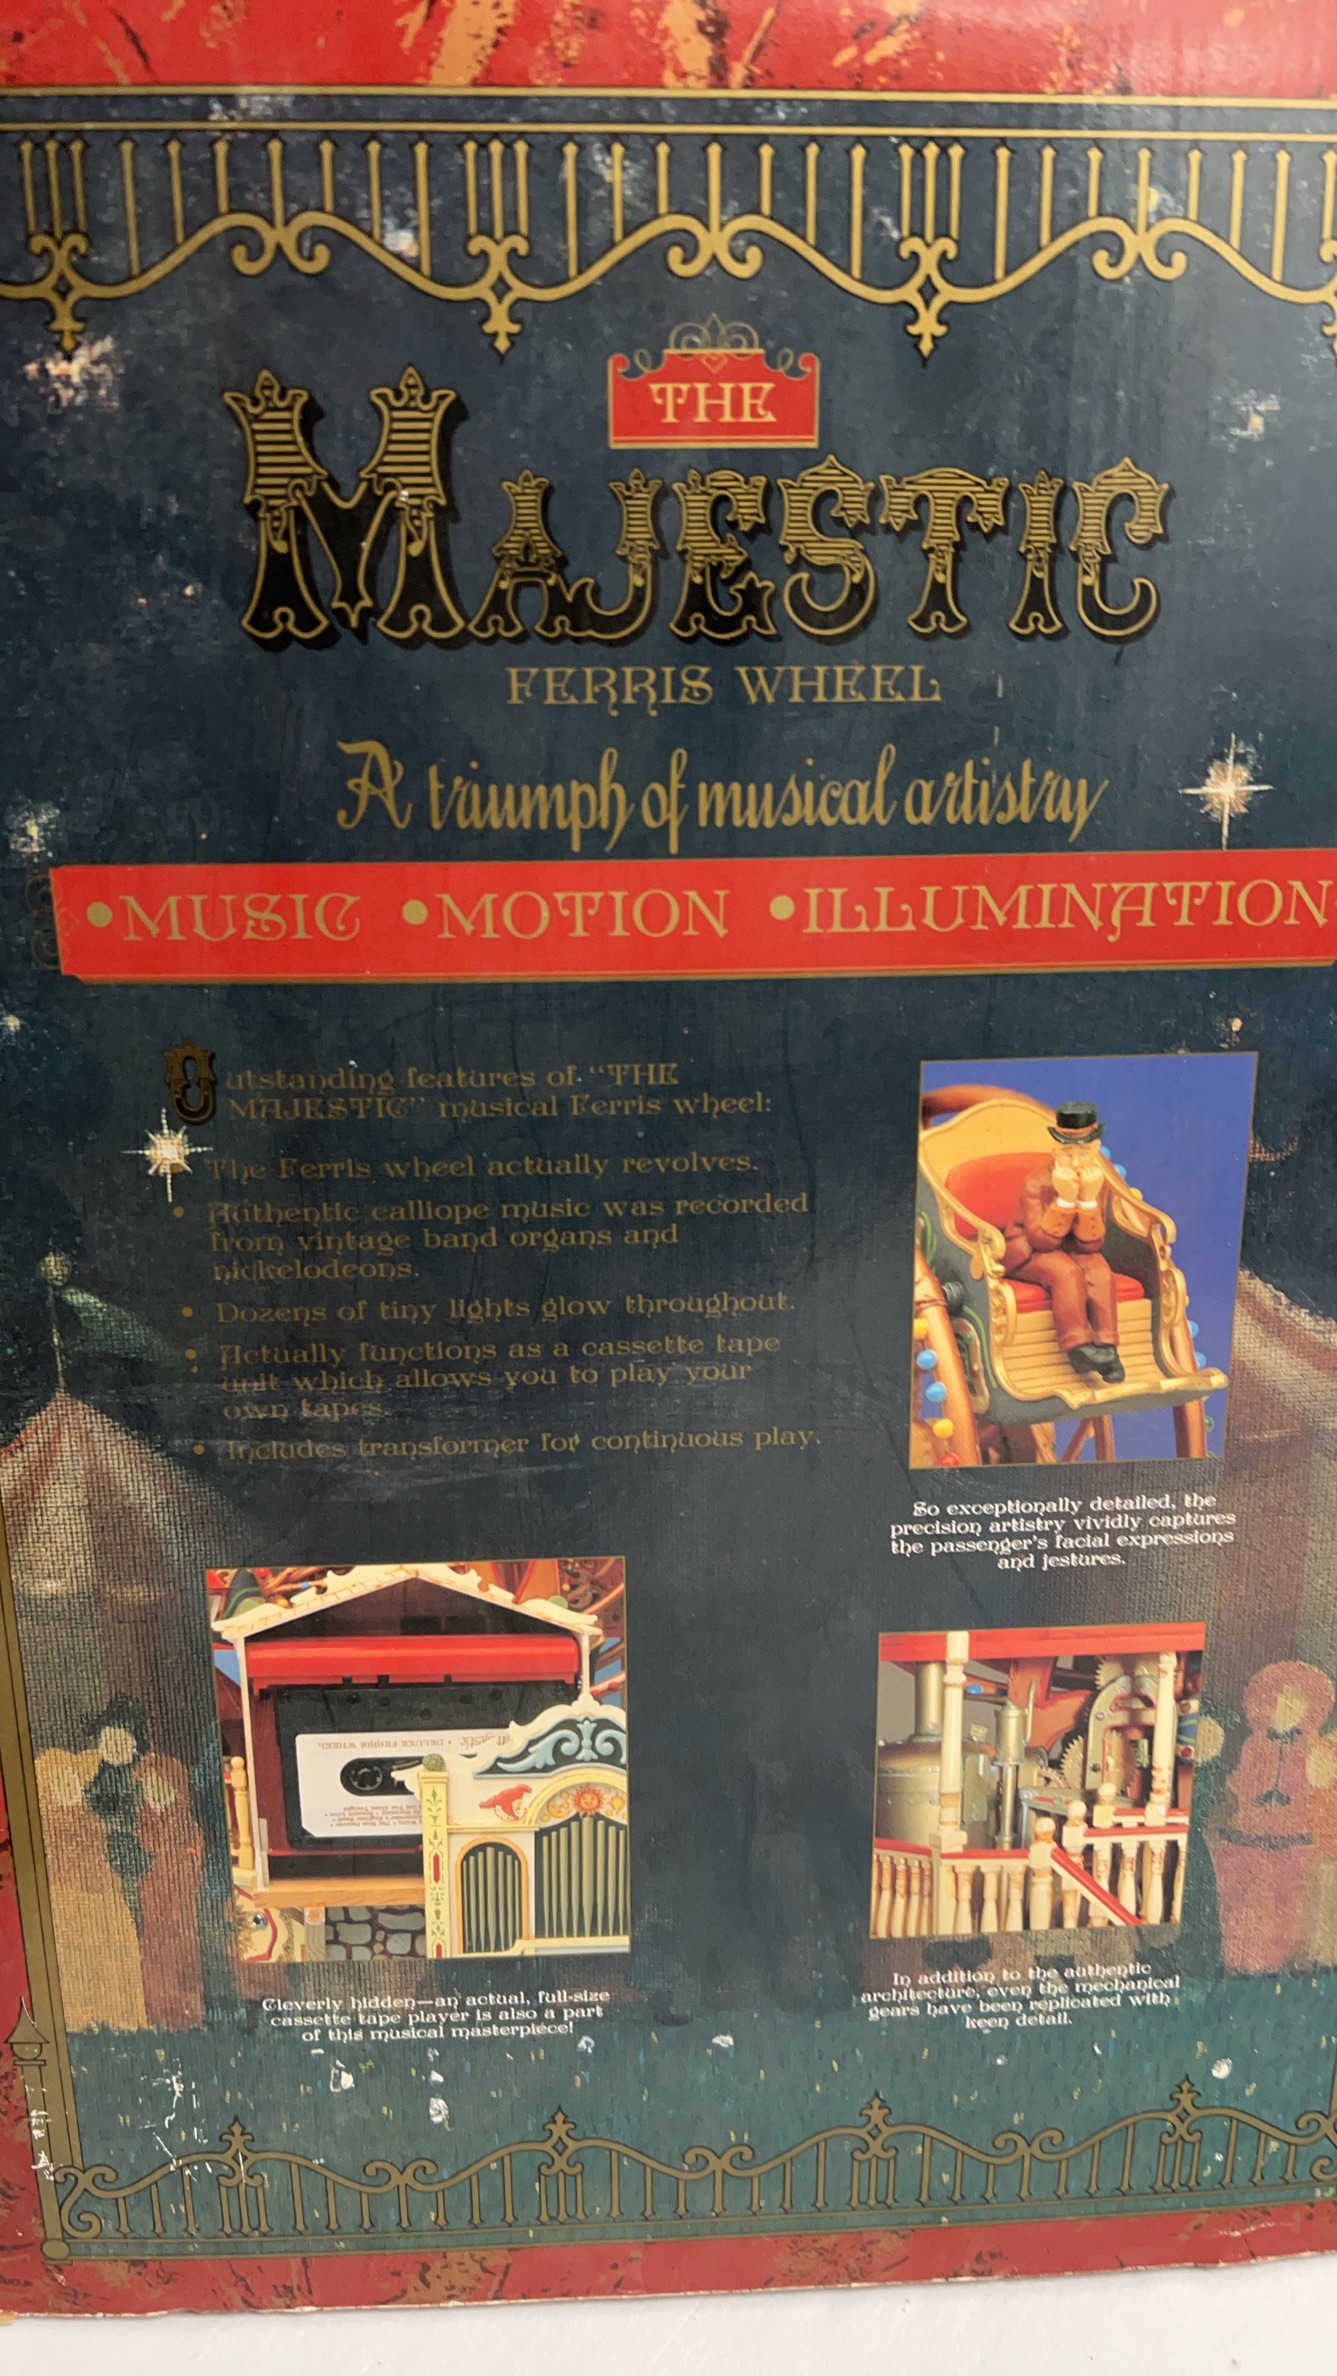 THE
MAJESTIC
FERRIS WHEEL
A triumph of musical artistry
•MUSIC •MOTION •ILLUMINATION
Outstanding features of "THE
MAJESTIC" musical Ferris wheel:
The Ferris wheel actually revolves.
• Authentic calliope music was recorded
from vintage band organs and
nickelodeons.
• Dozens of tiny lights glow throughout.
• Actually functions as a cassette tape
unit which allows you to play your
own tapes.
• Includes transformer for continuous play.
So exceptionally detailed, the
precision artistry vividly captures
the passenger's facial expressions
and jestures.
Majestic • DELUXE FERRIS WHEEL
Cleverly hidden—an actual, full-size
cassette tape player is also a part
of this musical masterpiece!
In addition to the authentic
architecture, even the mechanical
gears have been replicated with
keen detail.